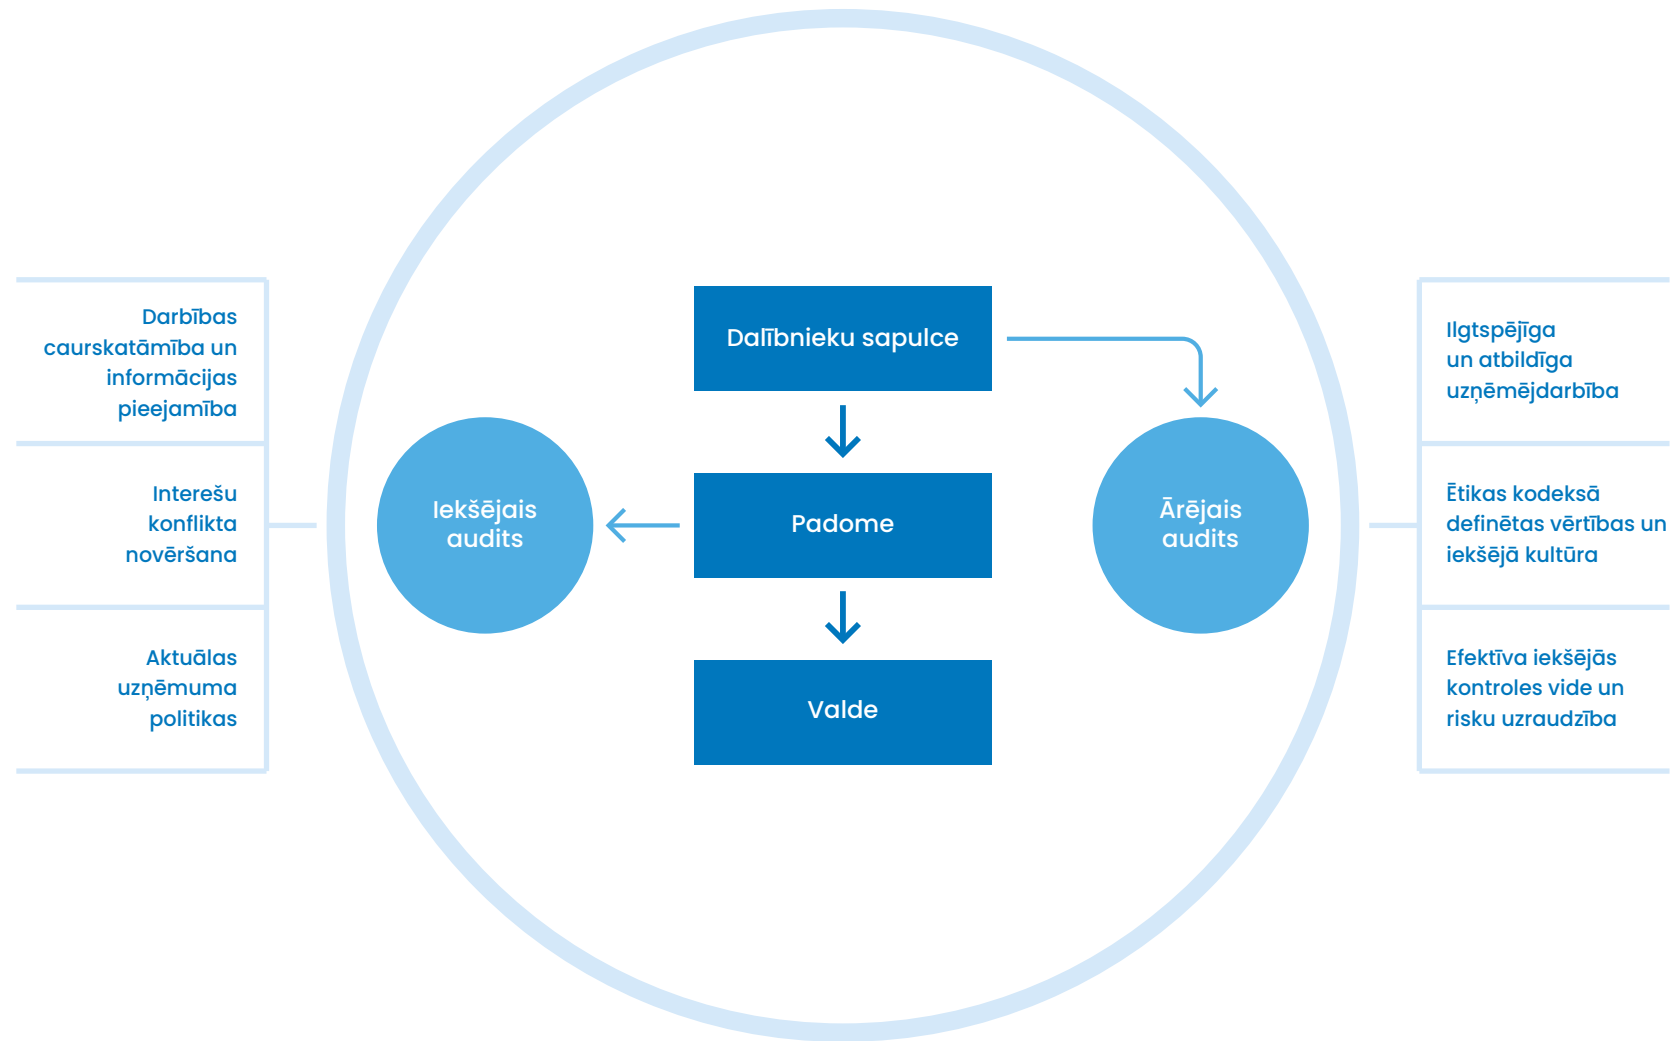 Darbības
caurskatāmība un
informācijas
pieejamība
Interešu
konflikta
novēršana
Aktuālas
uzņēmuma
politikas
Iekšējais
audits
Dalībnieku sapulce
Padome
Valde
Ārējais
audits
Ilgtspējīga
un atbildīga
uzņēmējdarbība
Ētikas kodeksā
definētas vērtības un
iekšējā kultūra
Efektīva iekšējās
kontroles vide un
risku uzraudzība